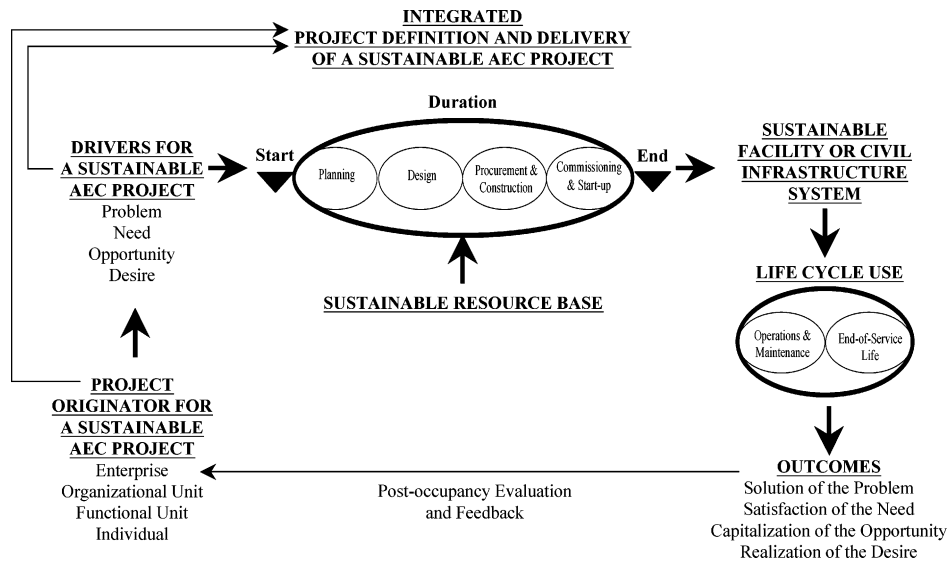 INTEGRATED
PROJECT DEFINITION AND DELIVERY
OF A SUSTAINABLE AEC PROJECT
Duration
DRIVERS FOR
A SUSTAINABLE
AEC PROJECT
Problem
Need
Opportunity
Desire
Start
Planning
Design
Procurement &
Construction
Commissioning
& Start-up
End
SUSTAINABLE
FACILITY OR CIVIL
INFRASTRUCTURE
SYSTEM
SUSTAINABLE RESOURCE BASE
LIFE CYCLE USE
Operations &
Maintenance
End-of-Service
Life
PROJECT
ORIGINATOR FOR
A SUSTAINABLE
AEC PROJECT
Enterprise
Organizational Unit
Functional Unit
Individual
Post-occupancy Evaluation
and Feedback
OUTCOMES
Solution of the Problem
Satisfaction of the Need
Capitalization of the Opportunity
Realization of the Desire